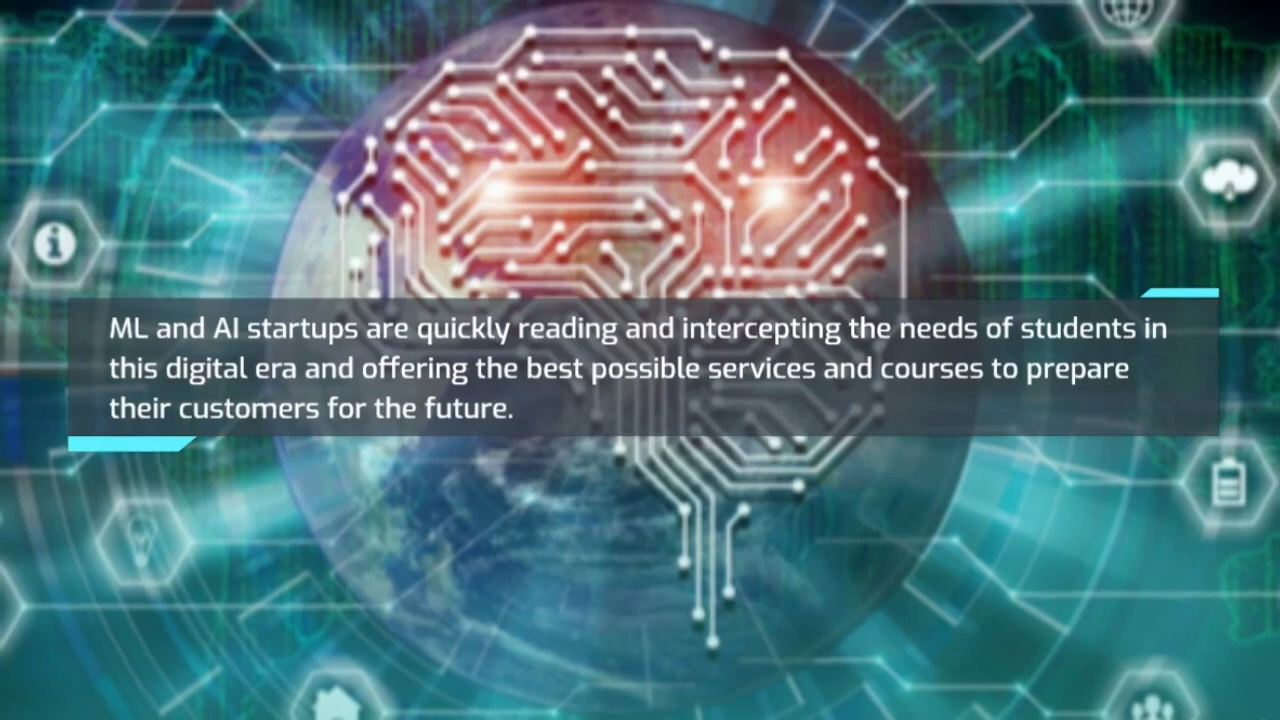 ML and AI startups are quickly reading and intercepting the needs of students in
this digital era and offering the best possible services and courses to prepare
their customers for the future.